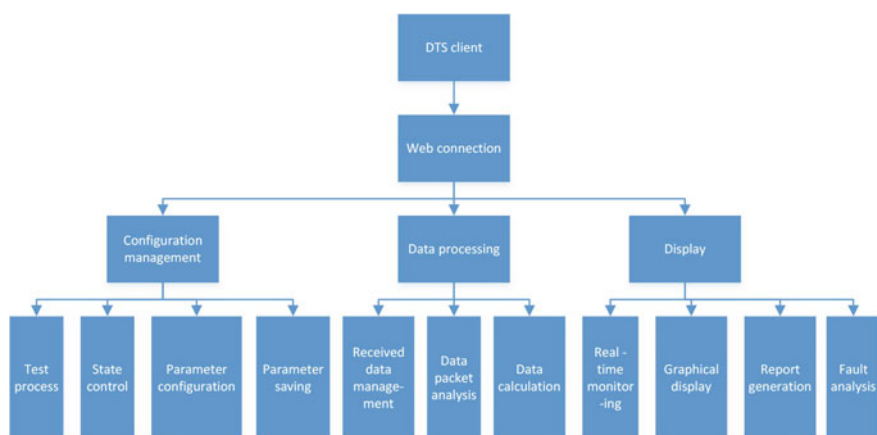 DTS client
Web connection
Configuration
management
Data processing
Display
Test
process
State
control
Parameter
configuration
Parameter
saving
Received
data
manage-
ment
Data
packet
analysis
Data
calculation
Real -
time
monitor
-ing
Graphical
display
Report
generation
Fault
analysis